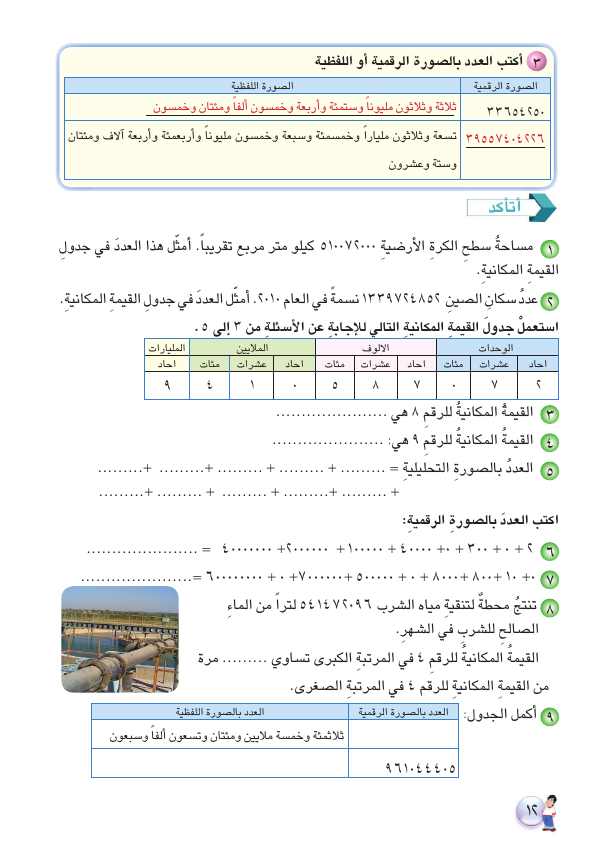 ٣ أكتب العدد بالصورة الرقمية أو اللفظية
الصورة الرقمية الصورة اللفظية
٣٣٦٥٤٢٥٠ ثلاثة وثلاثون مليوناً وستمئة وأربعة وخمسون ألفاً ومئتان وخمسون
٣٩٥٥٧٤٠٤٢٢٦ تسعة وثلاثون ملياراً وخمسمئة وسبعة وخمسون مليوناً وأربعمئة وأربعة آلاف ومئتان
وستة وعشرون
أتأكد
١ مساحةُ سطحِ الكرةِ الأرضيةِ ٥١٠٠٧٢٠٠٠ كيلو متر مربع تقريباً. أمثّل هذا العددَ في جدولِ
القيمةِ المكانيةِ.
٢ عددُ سكانِ الصينِ ١٣٣٩٧٢٤٨٥٢ نسمةً في العام ٢٠١٠. أمثّل العددَ في جدولِ القيمةِ المكانيةِ.
استعملْ جدولَ القيمةِ المكانيةِ التالي للإجابةِ عن الأسئلةِ من ٣ إلى ٥ .
الوحدات الالوف الملايين المليارات
احاد عشرات مئات احاد عشرات مئات احاد عشرات مئات احاد
٢ ٧ ٠ ٧ ٨ ٥ ٠ ١ ٤ ٩
٣ القيمةُ المكانيةُ للرقمِ ٨ هي ......................
٤ القيمةُ المكانيةُ للرقمِ ٩ هي: ......................
٥ العددُ بالصورةِ التحليليةِ = ......... + ......... + ......... +......... +.........
+ ......... +......... + ......... + ......... +.........
اكتب العددَ بالصورةِ الرقميةِ:
٦ ٢ + ٠ + ٣٠٠ + ٠+ ٤٠٠٠٠ + ١٠٠٠٠٠+ ٢٠٠٠٠٠٠+ ٤٠٠٠٠٠٠٠ = ......................
٧ ٠+ ١٠ +٨٠٠ +٨٠٠٠ + ٠ + ٥٠٠٠٠٠ +٧٠٠٠٠٠٠+ ٠ +٦٠٠٠٠٠٠٠٠ =......................
٨ تنتجُ محطةٌ لتنقيةِ مياه الشرب ٥٤١٤٧٢٠٩٦ لتراً من الماءِ
الصالحِ للشربِ في الشهرِ.
القيمةُ المكانيةُ للرقمِ ٤ في المرتبةِ الكبرى تساوي ......... مرة
من القيمةِ المكانيةِ للرقمِ ٤ في المرتبةِ الصغرى.
٩ أكمل الجدول:
العدد بالصورة الرقمية العدد بالصورة اللفظية
ثلاثمئة وخمسة ملايين ومئتان وتسعون ألفاً وسبعون
٩٦١٠٤٤٤٠٥
١٢